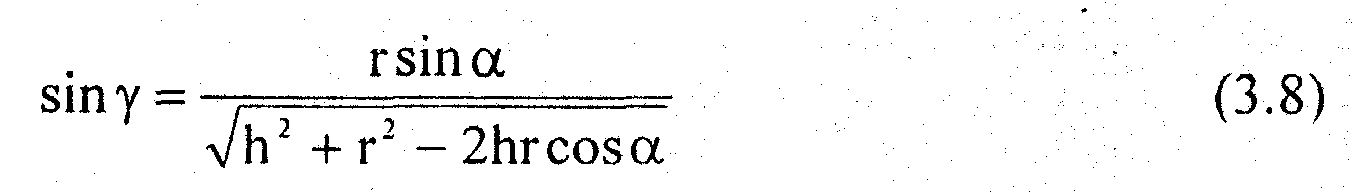 sin γ = r sin α / √(h² + r² − 2hr cos α) (3.8)